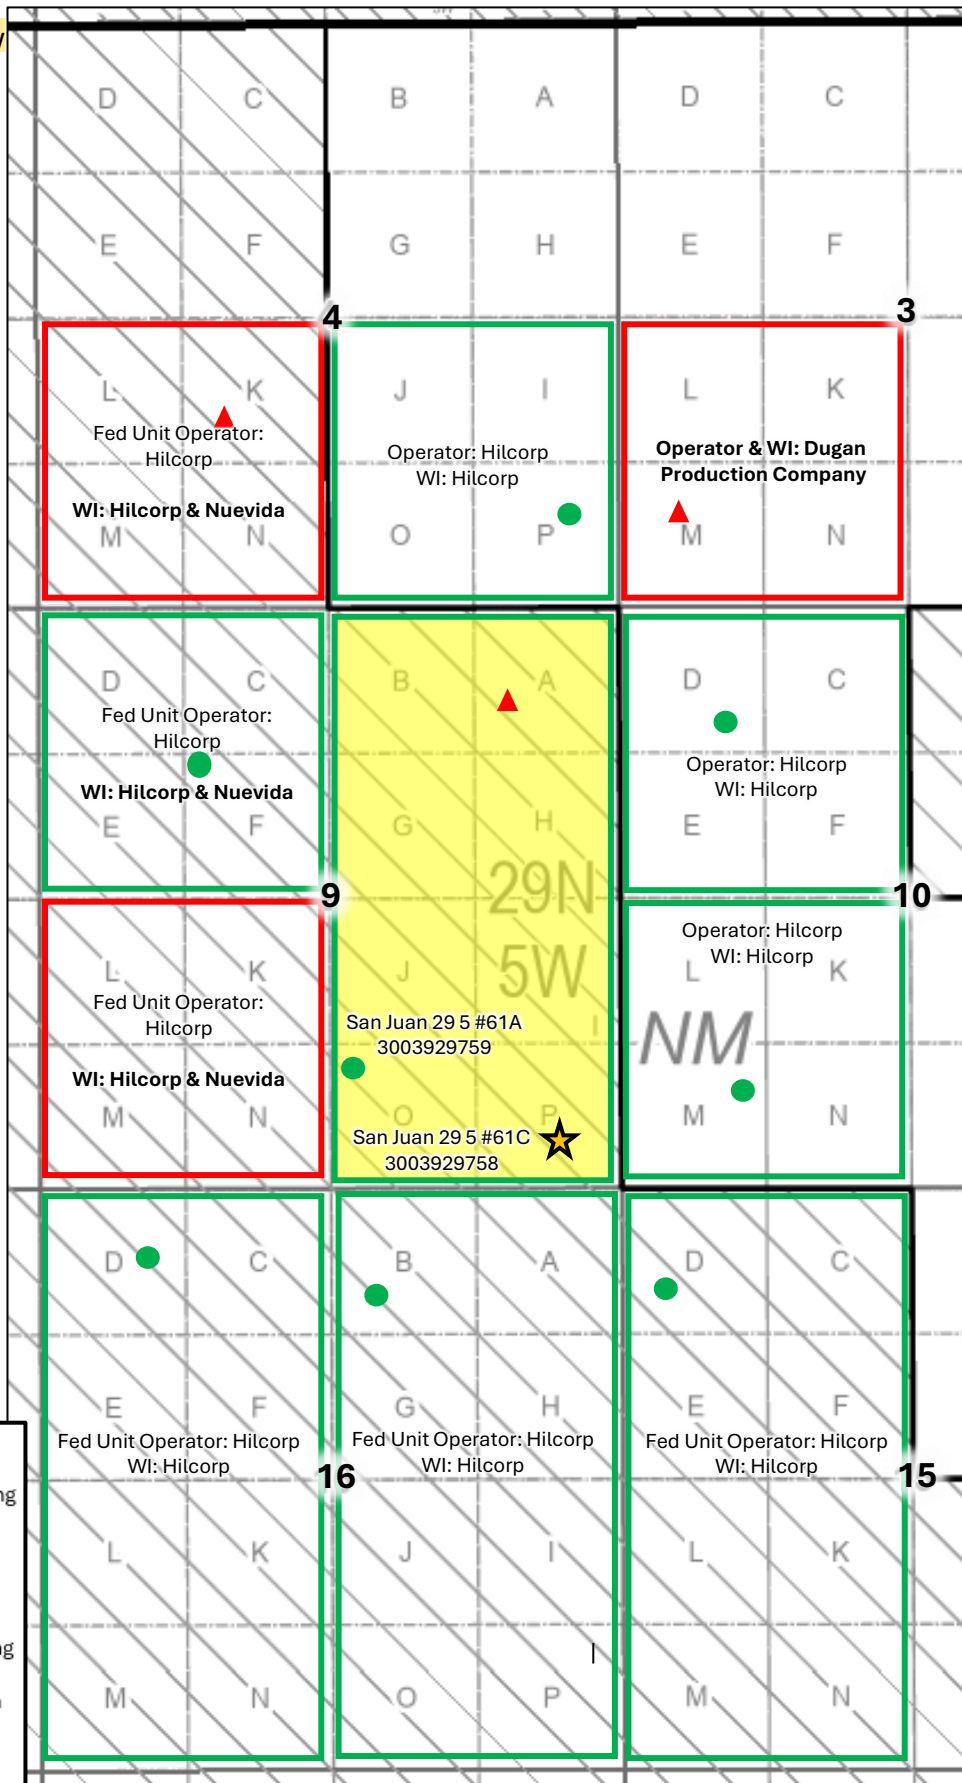 D C B A D C
E F G H E F
4
3
L K J I L K
Fed Unit Operator:
Hilcorp
WI: Hilcorp & Nuevida
Operator: Hilcorp
WI: Hilcorp
Operator & WI: Dugan
Production Company
M N O P M N
D C B A D C
Fed Unit Operator:
Hilcorp
WI: Hilcorp & Nuevida
Operator: Hilcorp
WI: Hilcorp
E F G H E F
29N
5W
9
10
Operator: Hilcorp
WI: Hilcorp
L K J I L K
Fed Unit Operator:
Hilcorp
WI: Hilcorp & Nuevida
San Juan 29 5 #61A
3003929759
NM
M N O P M N
San Juan 29 5 #61C
3003929758
D C B A D C
E F G H E F
Fed Unit Operator: Hilcorp
WI: Hilcorp
Fed Unit Operator: Hilcorp
WI: Hilcorp
Fed Unit Operator: Hilcorp
WI: Hilcorp
16
15
ng
L K J I L K
g
M N O P M N